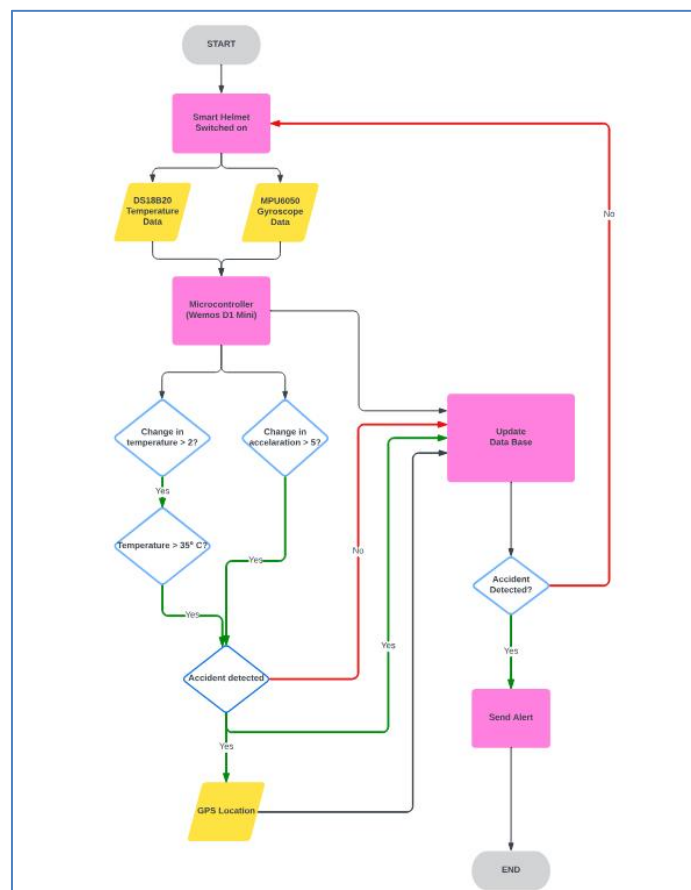 START
Smart Helmet
Switched on
DS18B20
Temperature
Data
MPU6050
Gyroscope
Data
No
Microcontroller
(Wemos D1 Mini)
Change in
temperature > 2?
Change in
accelaration > 5?
Update
Data Base
Yes
Temperature > 35° C?
No
Yes
Accident
Detected?
Yes
Yes
Yes
Accident detected
Send Alert
Yes
GPS Location
END